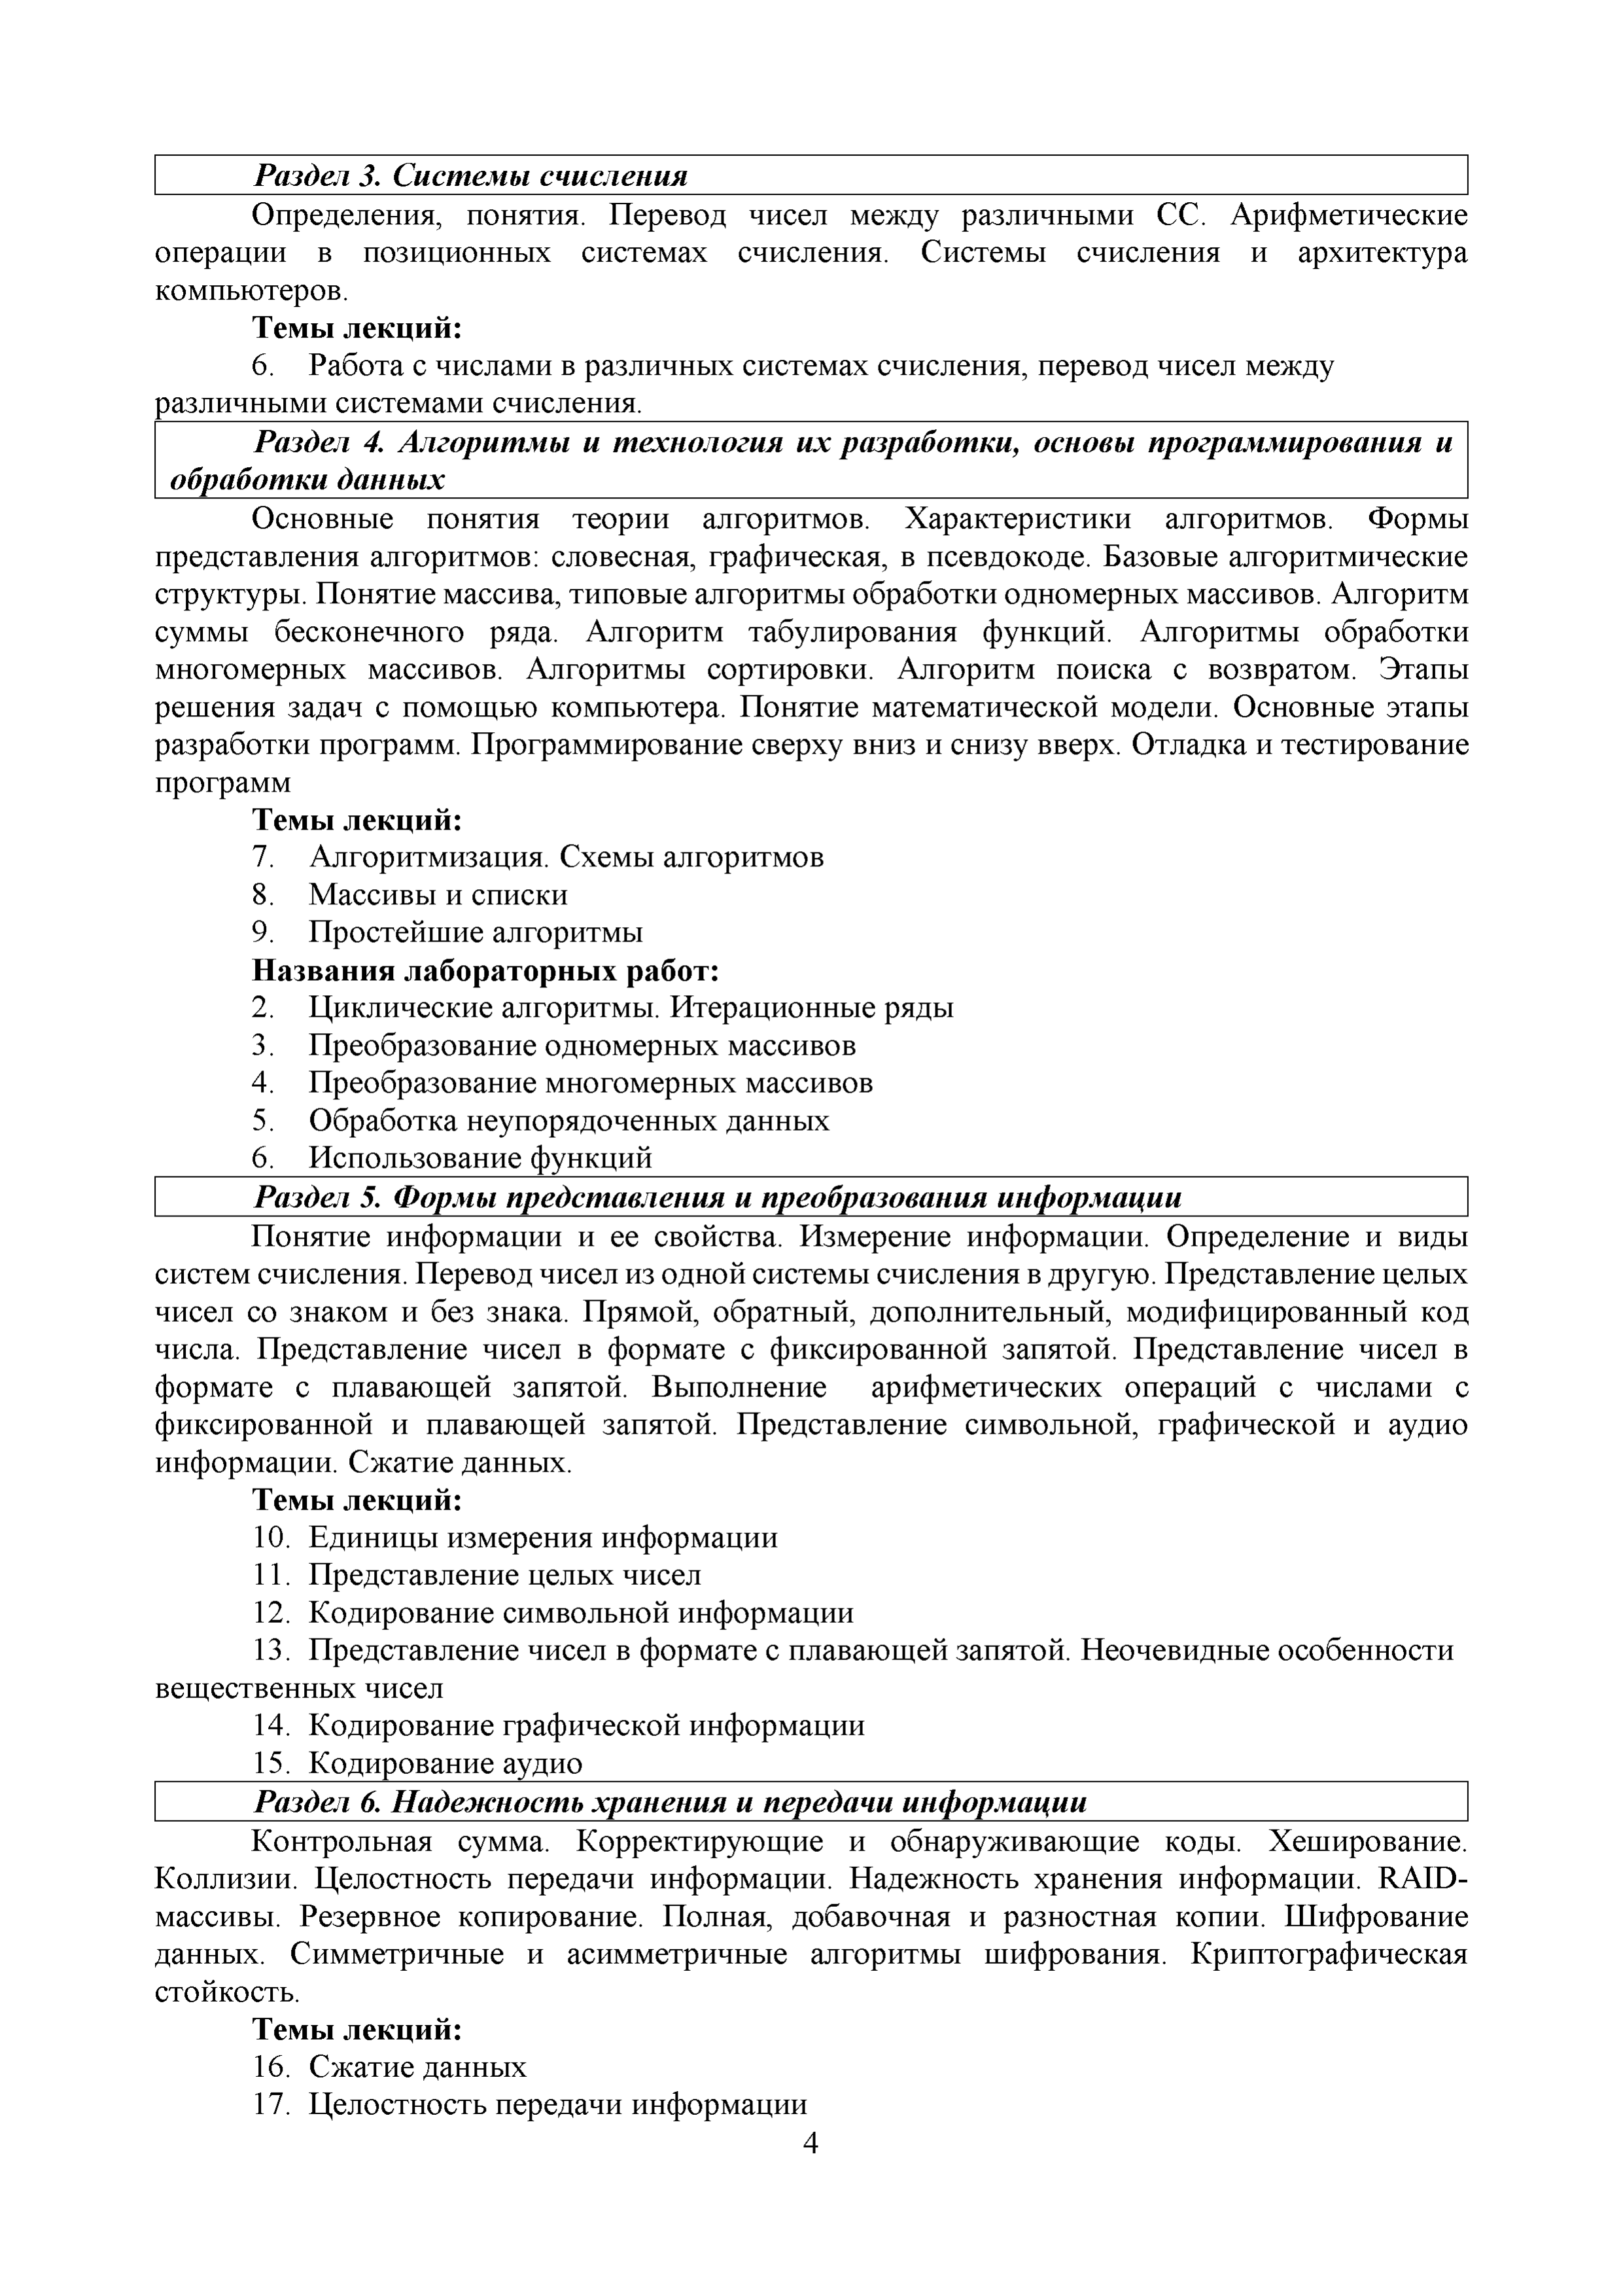 Раздел 3. Системы счисления
Определения, понятия. Перевод чисел между различными СС. Арифметические
операции в позиционных системах счисления. Системы счисления и архитектура
компьютеров.
Темы лекций:
6. Работа с числами в различных системах счисления, перевод чисел между
различными системами счисления.
Раздел 4. Алгоритмы и технология их разработки, основы программирования и
обработки данных
Основные понятия теории алгоритмов. Характеристики алгоритмов. Формы
представления алгоритмов: словесная, графическая, в псевдокоде. Базовые алгоритмические
структуры. Понятие массива, типовые алгоритмы обработки одномерных массивов. Алгоритм
суммы бесконечного ряда. Алгоритм табулирования функций. Алгоритмы обработки
многомерных массивов. Алгоритмы сортировки. Алгоритм поиска с возвратом. Этапы
решения задач с помощью компьютера. Понятие математической модели. Основные этапы
разработки программ. Программирование сверху вниз и снизу вверх. Отладка и тестирование
программ
Темы лекций:
7. Алгоритмизация. Схемы алгоритмов
8. Массивы и списки
9. Простейшие алгоритмы
Названия лабораторных работ:
2. Циклические алгоритмы. Итерационные ряды
3. Преобразование одномерных массивов
4. Преобразование многомерных массивов
5. Обработка неупорядоченных данных
6. Использование функций
Раздел 5. Формы представления и преобразования информации
Понятие информации и ее свойства. Измерение информации. Определение и виды
систем счисления. Перевод чисел из одной системы счисления в другую. Представление целых
чисел со знаком и без знака. Прямой, обратный, дополнительный, модифицированный код
числа. Представление чисел в формате с фиксированной запятой. Представление чисел в
формате с плавающей запятой. Выполнение арифметических операций с числами с
фиксированной и плавающей запятой. Представление символьной, графической и аудио
информации. Сжатие данных.
Темы лекций:
10. Единицы измерения информации
11. Представление целых чисел
12. Кодирование символьной информации
13. Представление чисел в формате с плавающей запятой. Неочевидные особенности
вещественных чисел
14. Кодирование графической информации
15. Кодирование аудио
Раздел 6. Надежность хранения и передачи информации
Контрольная сумма. Корректирующие и обнаруживающие коды. Хеширование.
Коллизии. Целостность передачи информации. Надежность хранения информации. RAID-
массивы. Резервное копирование. Полная, добавочная и разностная копии. Шифрование
данных. Симметричные и асимметричные алгоритмы шифрования. Криптографическая
стойкость.
Темы лекций:
16. Сжатие данных
17. Целостность передачи информации
4